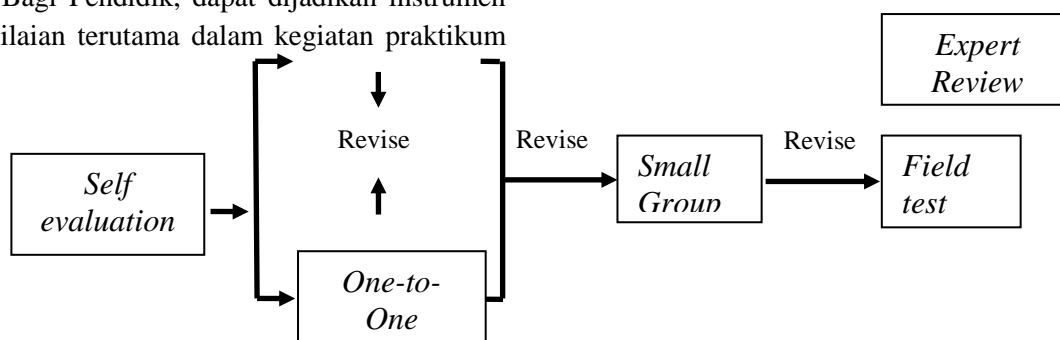 Bagi Pendidik, dapat dijadikan instrumen
ilaian terutama dalam kegiatan praktikum
Expert
Review
Revise
Revise
Revise
Self
evaluation
Small
Group
Field
test
One-to-
One